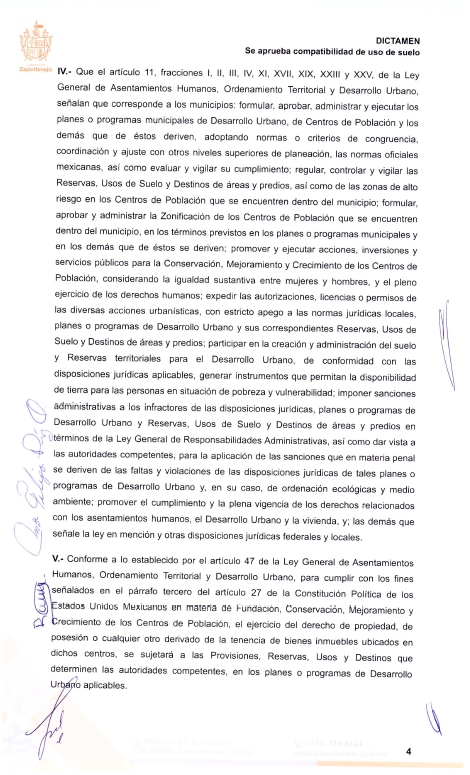 Zapotlanejo
DICTAMEN
Se aprueba compatibilidad de uso de suelo
IV.- Que el artículo 11, fracciones I, II, III, IV, XI, XVII, XIX, XXIII y XXV, de la Ley
General de Asentamientos Humanos, Ordenamiento Territorial y Desarrollo Urbano,
señalan que corresponde a los municipios: formular, aprobar, administrar y ejecutar los
planes o programas municipales de Desarrollo Urbano, de Centros de Población y los
demás que de éstos deriven, adoptando normas o criterios de congruencia,
coordinación y ajuste con otros niveles superiores de planeación, las normas oficiales
mexicanas, así como evaluar y vigilar su cumplimiento; regular, controlar y vigilar las
Reservas, Usos de Suelo y Destinos de áreas y predios, así como de las zonas de alto
riesgo en los Centros de Población que se encuentren dentro del municipio; formular,
aprobar y administrar la Zonificación de los Centros de Población que se encuentren
dentro del municipio, en los términos previstos en los planes o programas municipales y
en los demás que de éstos se deriven; promover y ejecutar acciones, inversiones y
servicios públicos para la Conservación, Mejoramiento y Crecimiento de los Centros de
Población, considerando la igualdad sustantiva entre mujeres y hombres, y el pleno
ejercicio de los derechos humanos; expedir las autorizaciones, licencias o permisos de
las diversas acciones urbanísticas, con estricto apego a las normas jurídicas locales,
planes o programas de Desarrollo Urbano y sus correspondientes Reservas, Usos de
Suelo y Destinos de áreas y predios; participar en la creación y administración del suelo
y Reservas territoriales para el Desarrollo Urbano, de conformidad con las
disposiciones jurídicas aplicables, generar instrumentos que permitan la disponibilidad
de tierra para las personas en situación de pobreza y vulnerabilidad; imponer sanciones
administrativas a los infractores de las disposiciones jurídicas, planes o programas de
Desarrollo Urbano y Reservas, Usos de Suelo y Destinos de áreas y predios en
términos de la Ley General de Responsabilidades Administrativas, así como dar vista a
las autoridades competentes, para la aplicación de las sanciones que en materia penal
se deriven de las faltas y violaciones de las disposiciones jurídicas de tales planes o
programas de Desarrollo Urbano y, en su caso, de ordenación ecológicas y medio
ambiente; promover el cumplimiento y la plena vigencia de los derechos relacionados
con los asentamientos humanos, el Desarrollo Urbano y la vivienda, y; las demás que
señale la ley en mención y otras disposiciones jurídicas federales y locales.
V.- Conforme a lo establecido por el artículo 47 de la Ley General de Asentamientos
Humanos, Ordenamiento Territorial y Desarrollo Urbano, para cumplir con los fines
señalados en el párrafo tercero del artículo 27 de la Constitución Política de los
Estados Unidos Mexicanos en materia de Fundación, Conservación, Mejoramiento y
Crecimiento de los Centros de Población, el ejercicio del derecho de propiedad, de
posesión o cualquier otro derivado de la tenencia de bienes inmuebles ubicados en
dichos centros, se sujetará a las Provisiones, Reservas, Usos y Destinos que
determinen las autoridades competentes, en los planes o programas de Desarrollo
Urbano aplicables.
4